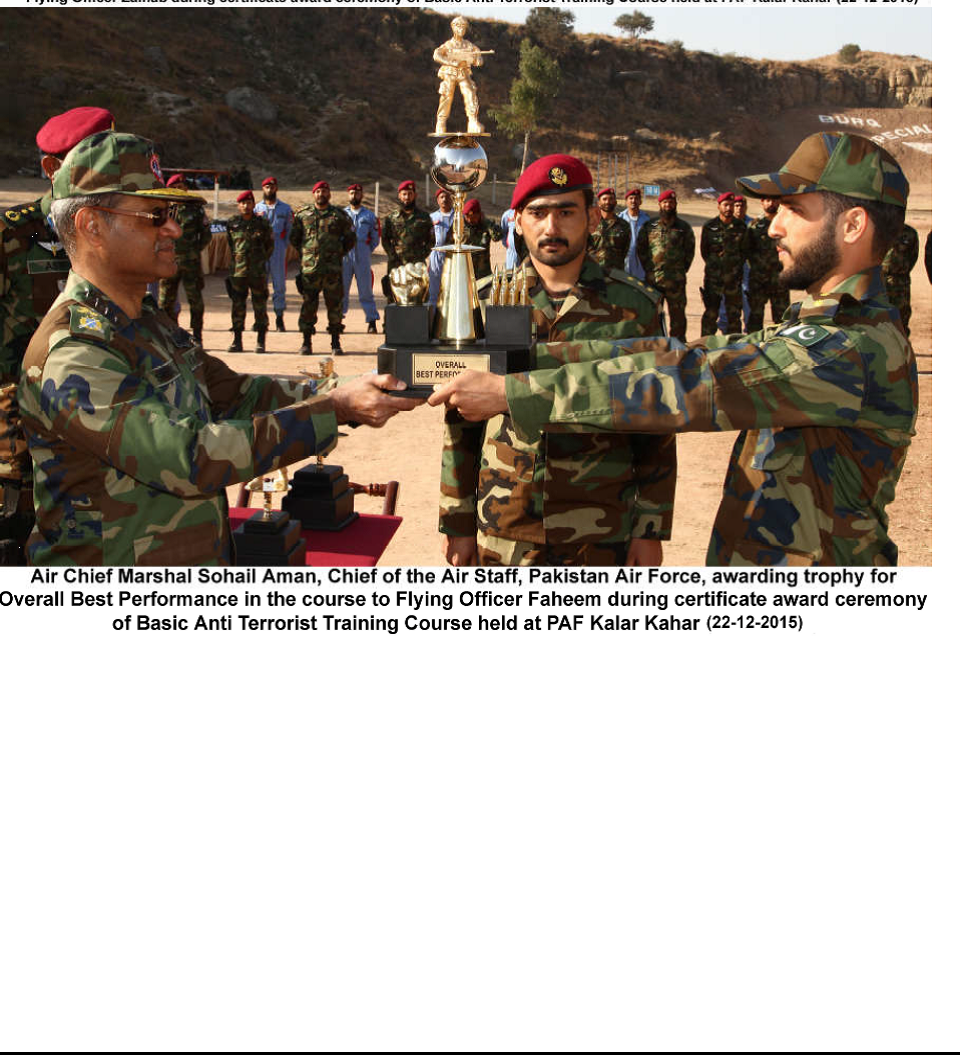 Flying Officer Zainab during certificate award ceremony of Basic Anti Terrorist Training Course held at PAF Kalar Kahar (22-12-2015)
BURQ
SPECIAL
OVERALL
BEST
Air Chief Marshal Sohail Aman, Chief of the Air Staff, Pakistan Air Force, awarding trophy for
Overall Best Performance in the course to Flying Officer Faheem during certificate award ceremony
of Basic Anti Terrorist Training Course held at PAF Kalar Kahar (22-12-2015)